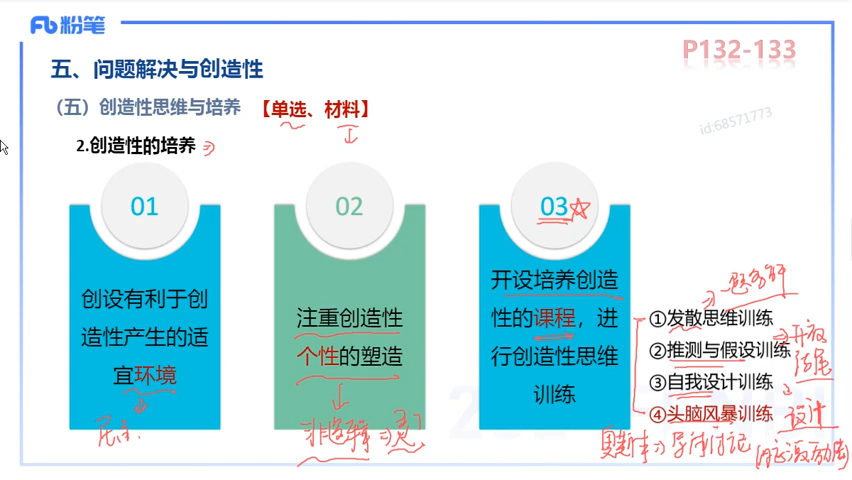 粉笔
P132-133
五、问题解决与创造性
（五）创造性思维与培养 【单选、材料】
id:68571773
2.创造性的培养
01
创设有利于创
造性产生的适
宜环境
民主
02
注重创造性
个性的塑造
03
开设培养创造
性的课程，进
行创造性思维
训练
一题多解
①发散思维训练
②推测与假设训练
开放
结尾
③自我设计训练
④头脑风暴训练
设计